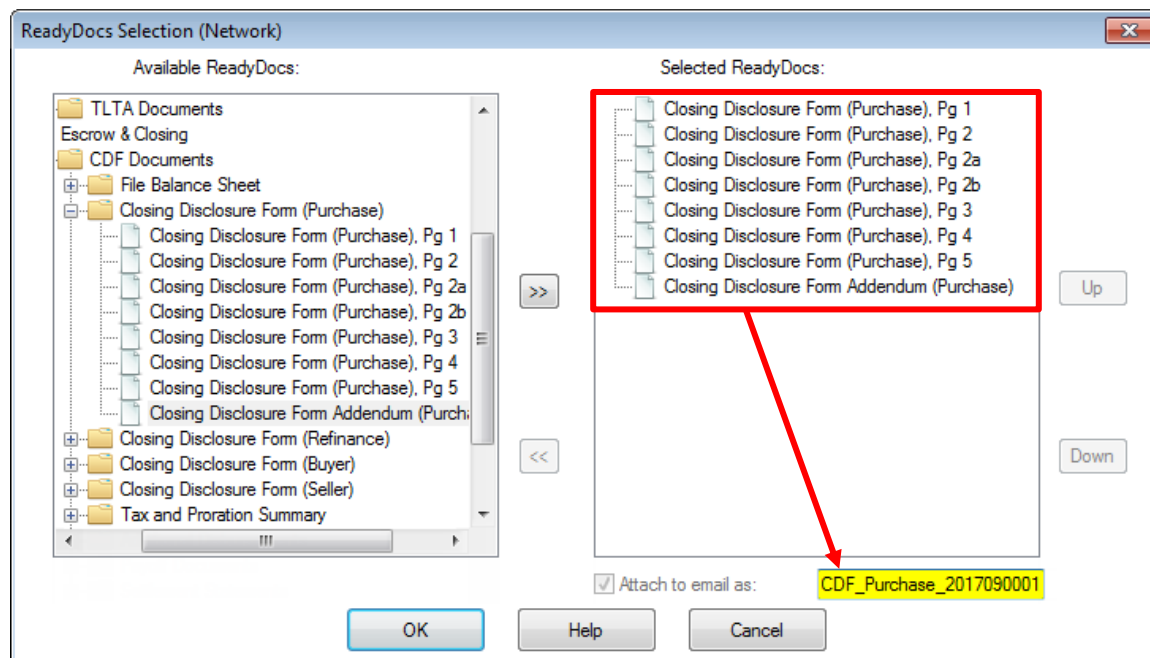 ReadyDocs Selection (Network)
Available ReadyDocs:
TLTA Documents
Escrow & Closing
CDF Documents
File Balance Sheet
Closing Disclosure Form (Purchase)
Closing Disclosure Form (Purchase), Pg 1
Closing Disclosure Form (Purchase), Pg 2
Closing Disclosure Form (Purchase), Pg 2a
Closing Disclosure Form (Purchase), Pg 2b
Closing Disclosure Form (Purchase), Pg 3
Closing Disclosure Form (Purchase), Pg 4
Closing Disclosure Form (Purchase), Pg 5
Closing Disclosure Form Addendum (Purcha
Closing Disclosure Form (Refinance)
Closing Disclosure Form (Buyer)
Closing Disclosure Form (Seller)
Tax and Proration Summary
>>
<<
Selected ReadyDocs:
Closing Disclosure Form (Purchase), Pg 1
Closing Disclosure Form (Purchase), Pg 2
Closing Disclosure Form (Purchase), Pg 2a
Closing Disclosure Form (Purchase), Pg 2b
Closing Disclosure Form (Purchase), Pg 3
Closing Disclosure Form (Purchase), Pg 4
Closing Disclosure Form (Purchase), Pg 5
Closing Disclosure Form Addendum (Purchase)
Up
Down
Attach to email as: CDF_Purchase_2017090001
OK Help Cancel